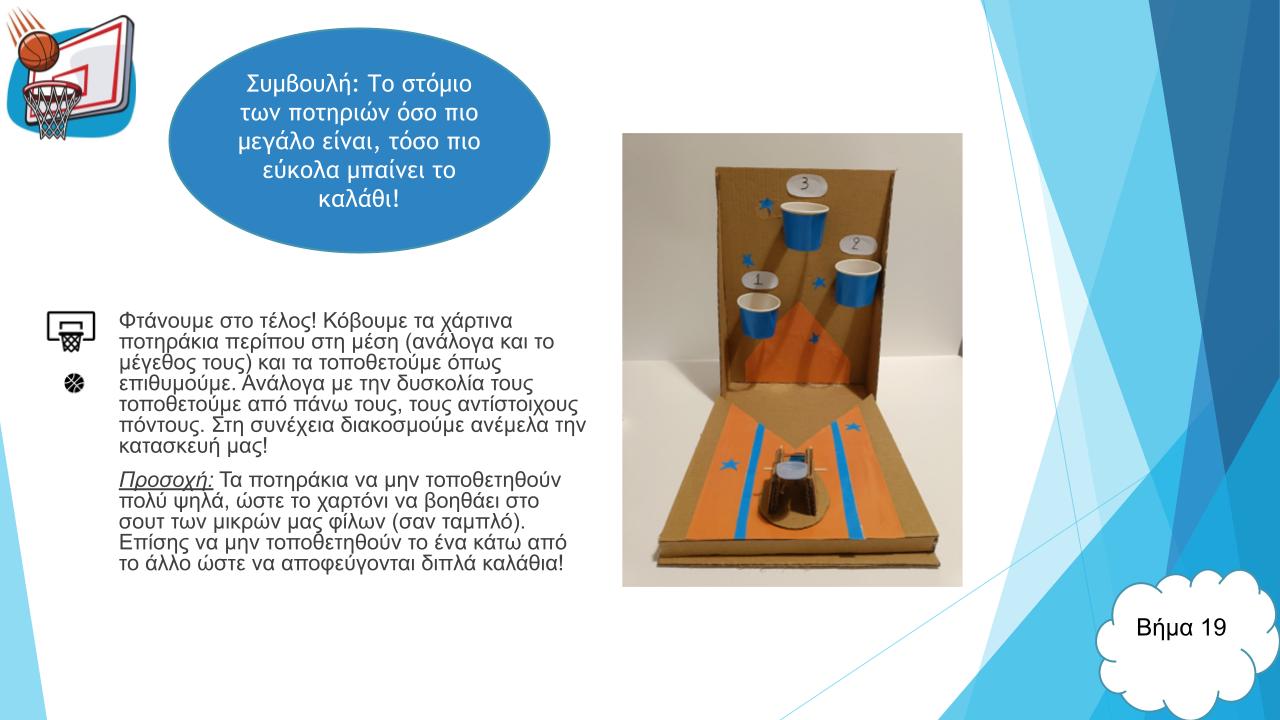 Συμβουλή: Το στόμιο
των ποτηριών όσο πιο
μεγάλο είναι, τόσο πιο
εύκολα μπαίνει το
καλάθι!
Φτάνουμε στο τέλος! Κόβουμε τα χάρτινα
ποτηράκια περίπου στη μέση (ανάλογα και το
μέγεθος τους) και τα τοποθετούμε όπως
επιθυμούμε. Ανάλογα με την δυσκολία τους
τοποθετούμε από πάνω τους, τους αντίστοιχους
πόντους. Στη συνέχεια διακοσμούμε ανέμελα την
κατασκευή μας!
Προσοχή: Τα ποτηράκια να μην τοποθετηθούν
πολύ ψηλά, ώστε το χαρτόνι να βοηθάει στο
σουτ των μικρών μας φίλων (σαν ταμπλό).
Επίσης να μην τοποθετηθούν το ένα κάτω από
το άλλο ώστε να αποφεύγονται διπλά καλάθια!
3
2
1
Βήμα 19